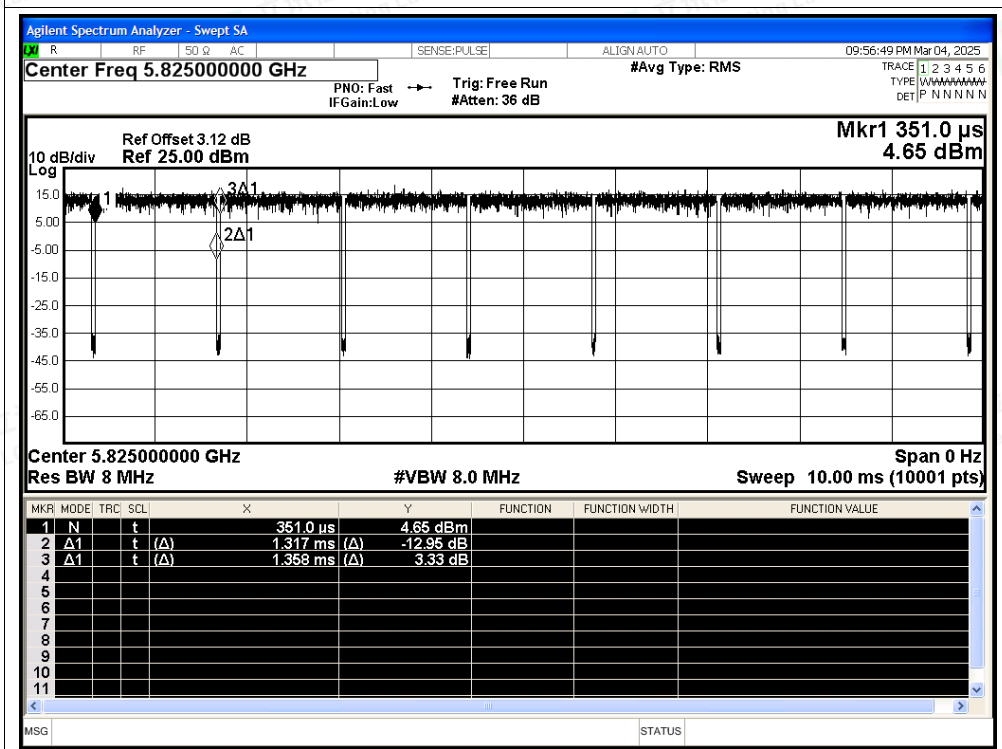 Agilent Spectrum Analyzer - Swept SA
LXI R RF 50 Ω AC SENSE:PULSE ALIGN AUTO 09:56:49 PM Mar 04, 2025
Center Freq 5.825000000 GHz #Avg Type: RMS TRACE 1 2 3 4 5 6
PNO: Fast Trig: Free Run TYPE WWWWWWW
IFGain:Low #Atten: 36 dB DET P N N N N N
Mkr1 351.0 µs
4.65 dBm
Ref Offset 3.12 dB
10 dB/div Ref 25.00 dBm
Log
15.0
1
3Δ1
5.00
2Δ1
-5.00
-15.0
-25.0
-35.0
-45.0
-55.0
-65.0
Center 5.825000000 GHz Span 0 Hz
Res BW 8 MHz #VBW 8.0 MHz Sweep 10.00 ms (10001 pts)
MKR MODE TRC SCL X Y FUNCTION FUNCTION WIDTH FUNCTION VALUE
1 N t 351.0 µs 4.65 dBm
2 Δ1 t (Δ) 1.317 ms (Δ) -12.95 dB
3 Δ1 t (Δ) 1.358 ms (Δ) 3.33 dB
4
5
6
7
8
9
10
11
MSG STATUS